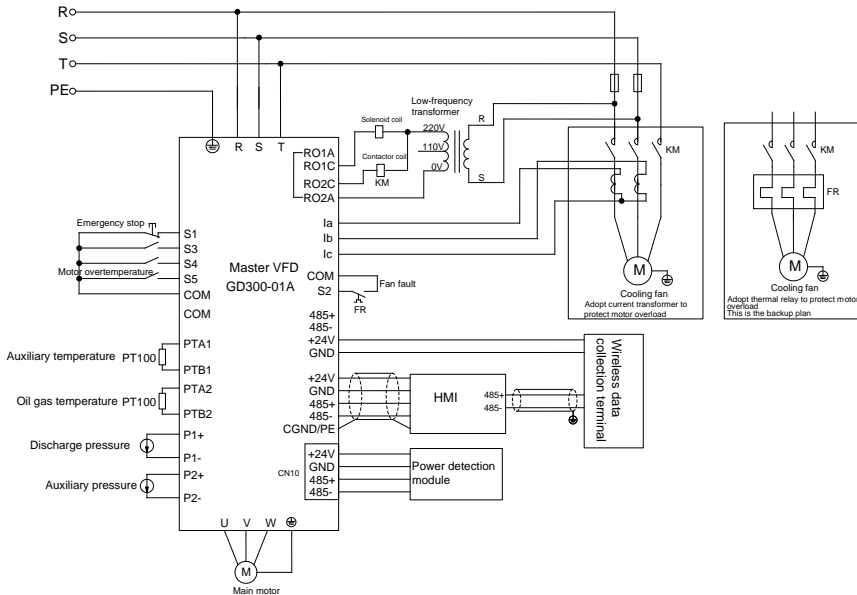 R
S
T
PE
R S T
RO1A
RO1C
RO2C
RO2A
Solenoid coil
Contactor coil
KM
Low-frequency
transformer
220V
110V
0V
R
S
KM
Cooling fan
M
Adopt current transformer to
protect motor overload
KM
FR
M
Cooling fan
Adopt thermal relay to protect motor
overload
This is the backup plan
Ia
Ib
Ic
Emergency stop
Motor overtemperature
S1
S3
S4
S5
COM
COM
Master VFD
GD300-01A
COM
S2
Fan fault
FR
485+
485-
+24V
GND
Wireless data
collection terminal
Auxiliary temperature PT100
PTA1
PTB1
Oil gas temperature PT100
PTA2
PTB2
Discharge pressure
P1+
P1-
Auxiliary pressure
P2+
P2-
+24V
GND
485+
485-
CGND/PE
HMI
485+
485-
CN10
+24V
GND
485+
485-
Power detection
module
U V W
M
Main motor